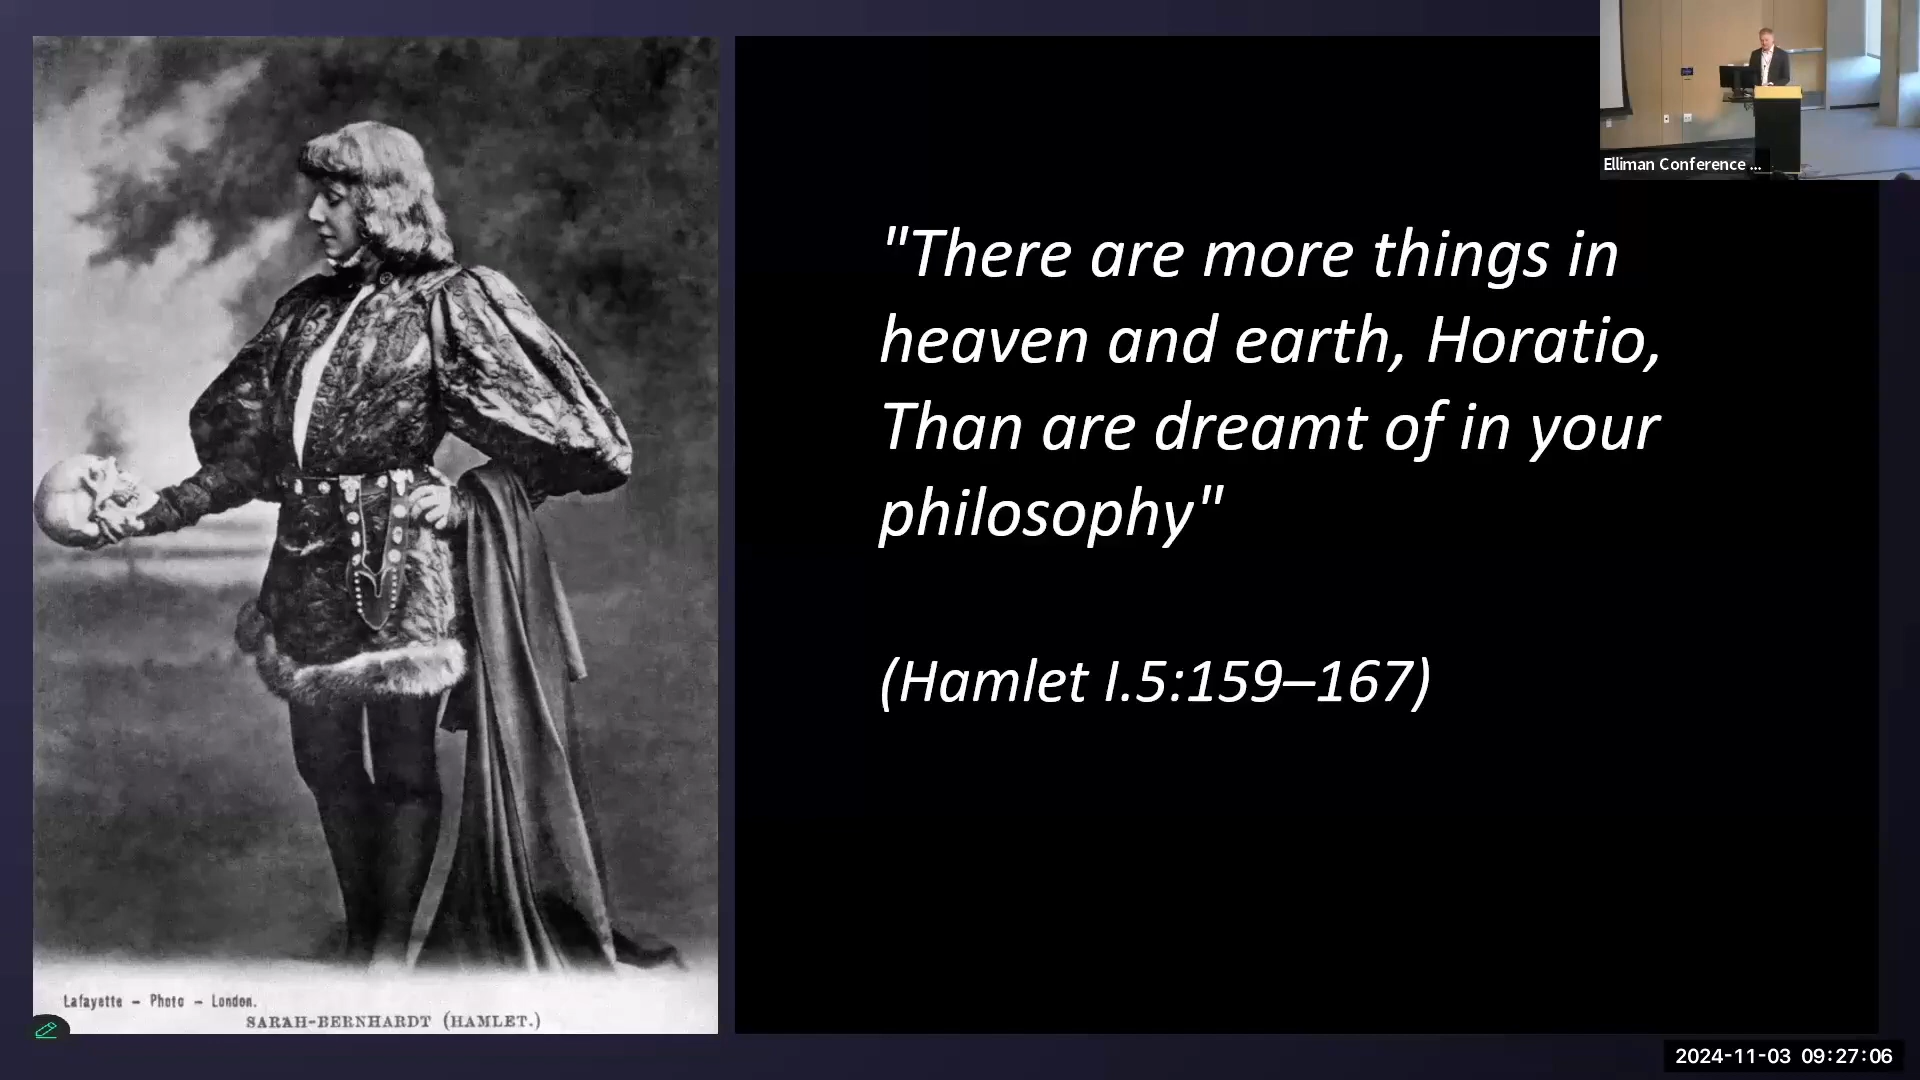 Elliman Conference ...
"There are more things in
heaven and earth, Horatio,
Than are dreamt of in your
philosophy"
(Hamlet I.5:159–167)
Lafayette – Photo – London.
SARAH-BERNHARDT (HAMLET.)
2024-11-03 09:27:06